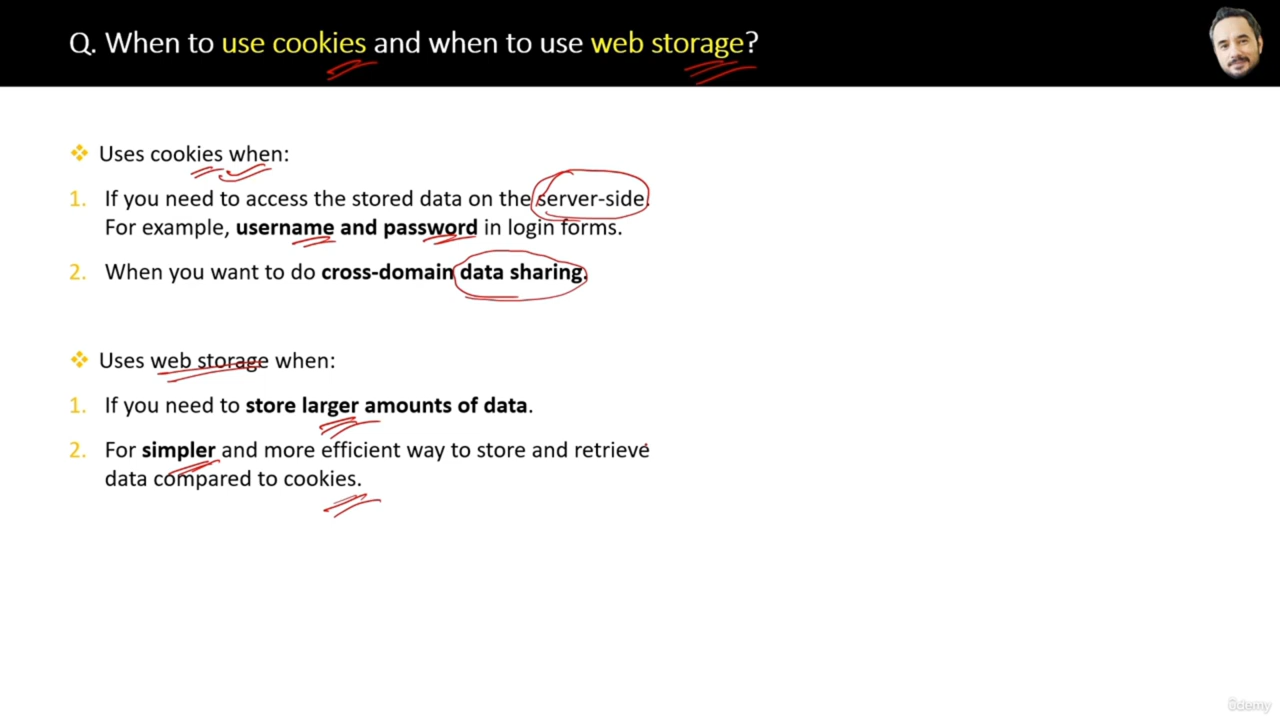 Q. When to use cookies and when to use web storage?
❖ Uses cookies when:
1. If you need to access the stored data on the server-side.
For example, username and password in login forms.
2. When you want to do cross-domain data sharing.
❖ Uses web storage when:
1. If you need to store larger amounts of data.
2. For simpler and more efficient way to store and retrieve
data compared to cookies.
ûdemy